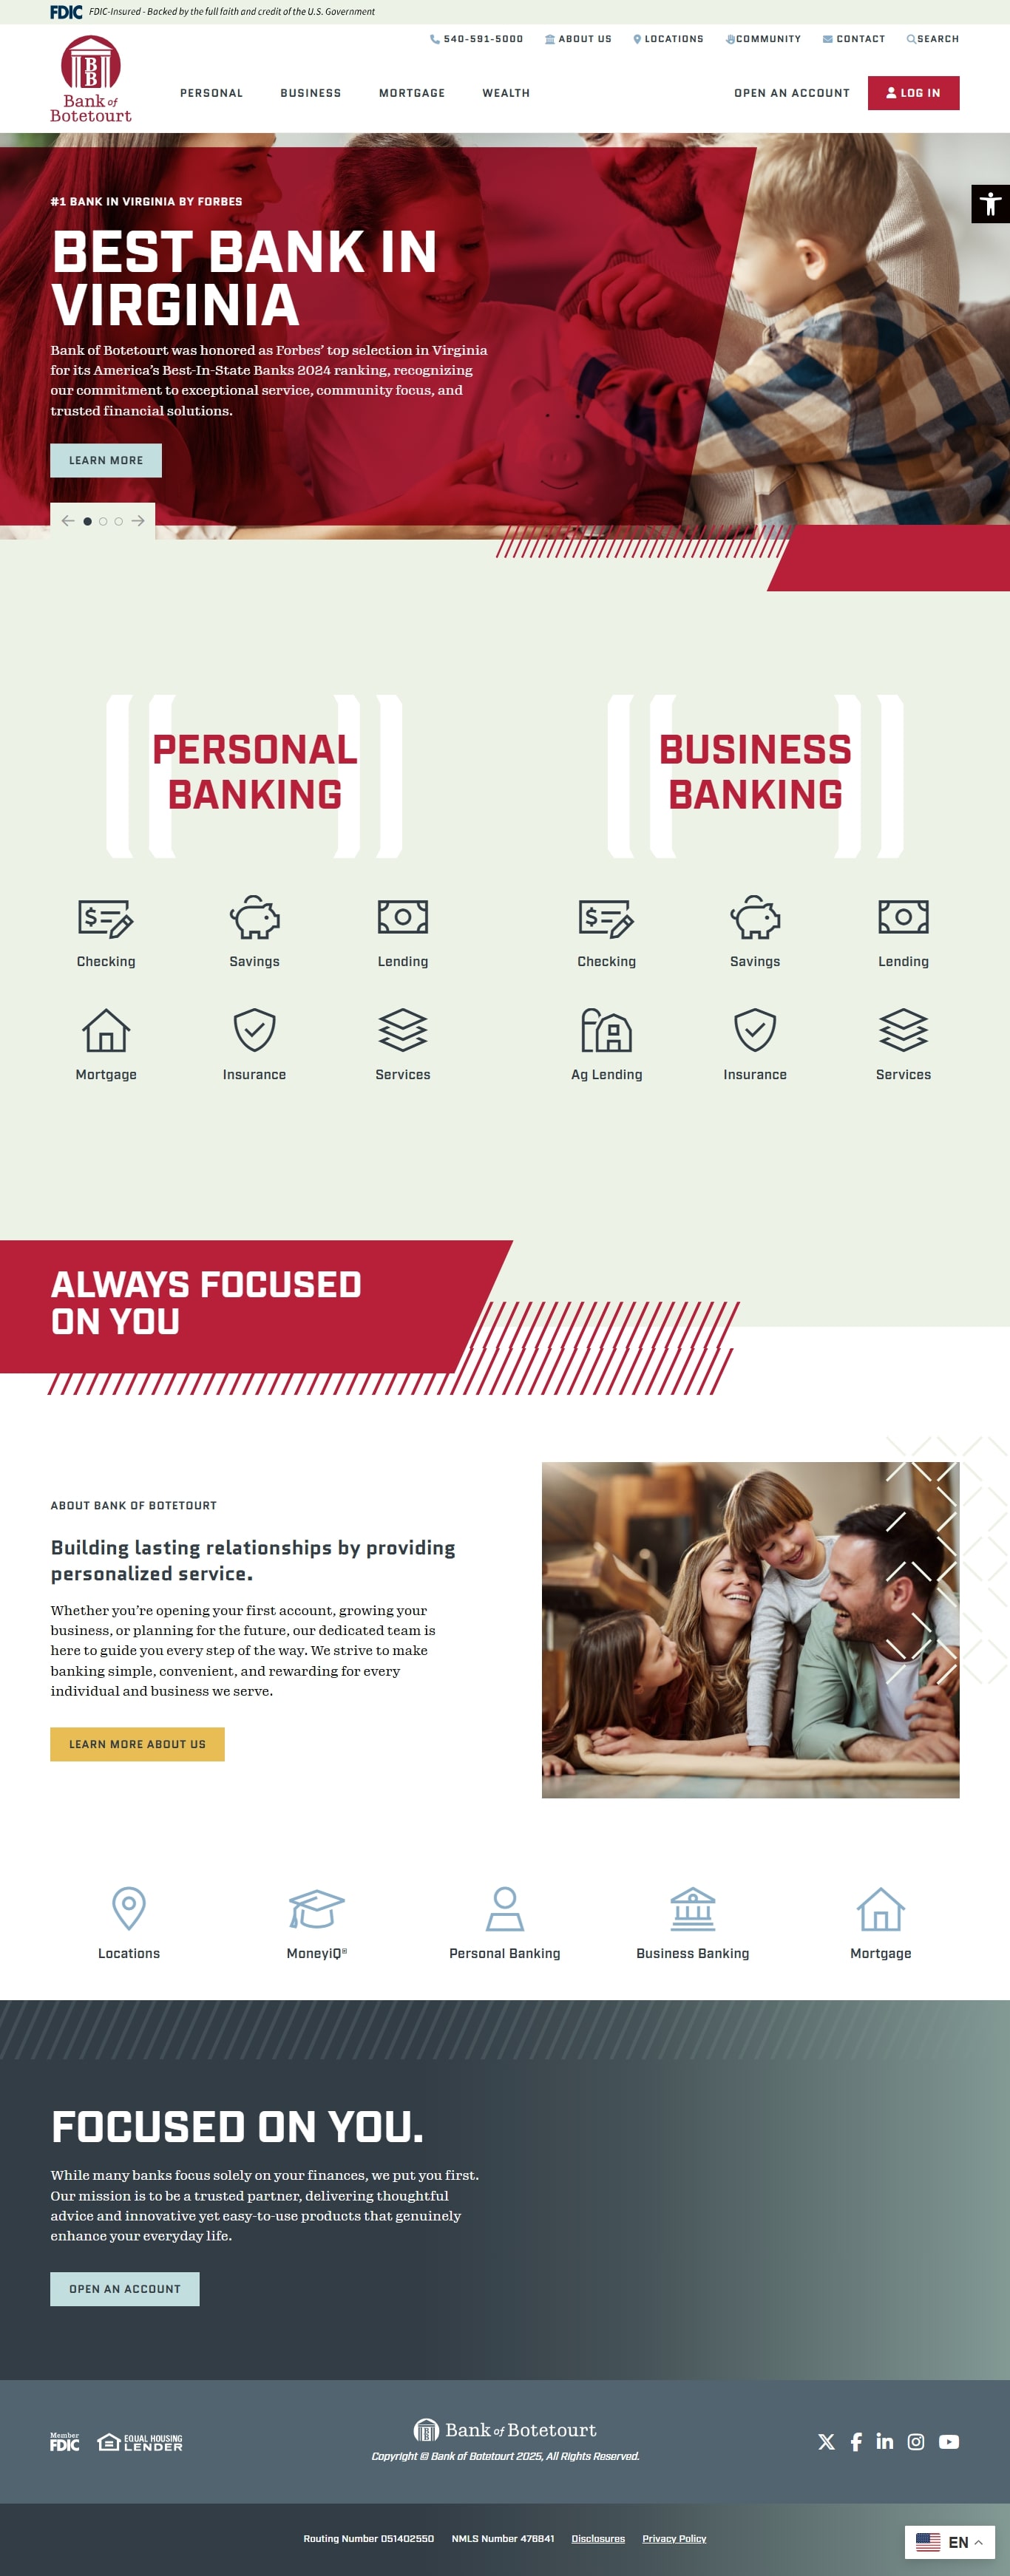 FDIC FDIC-Insured - Backed by the full faith and credit of the U.S. Government
540-591-5000 ABOUT US LOCATIONS COMMUNITY CONTACT SEARCH
BB
Bank of
Botetourt
PERSONAL BUSINESS MORTGAGE WEALTH OPEN AN ACCOUNT LOG IN
#1 BANK IN VIRGINIA BY FORBES
BEST BANK IN
VIRGINIA
Bank of Botetourt was honored as Forbes’ top selection in Virginia
for its America’s Best-In-State Banks 2024 ranking, recognizing
our commitment to exceptional service, community focus, and
trusted financial solutions.
LEARN MORE
PERSONAL
BANKING
Checking Savings Lending
Mortgage Insurance Services
BUSINESS
BANKING
Checking Savings Lending
Ag Lending Insurance Services
ALWAYS FOCUSED
ON YOU
ABOUT BANK OF BOTETOURT
Building lasting relationships by providing
personalized service.
Whether you’re opening your first account, growing your
business, or planning for the future, our dedicated team is
here to guide you every step of the way. We strive to make
banking simple, convenient, and rewarding for every
individual and business we serve.
LEARN MORE ABOUT US
Locations MoneyiQ® Personal Banking Business Banking Mortgage
FOCUSED ON YOU.
While many banks focus solely on your finances, we put you first.
Our mission is to be a trusted partner, delivering thoughtful
advice and innovative yet easy-to-use products that genuinely
enhance your everyday life.
OPEN AN ACCOUNT
Member
FDIC
EQUAL HOUSING
LENDER
Bank of Botetourt
Copyright © Bank of Botetourt 2025, All Rights Reserved.
Routing Number 051402550 NMLS Number 478841 Disclosures Privacy Policy
EN